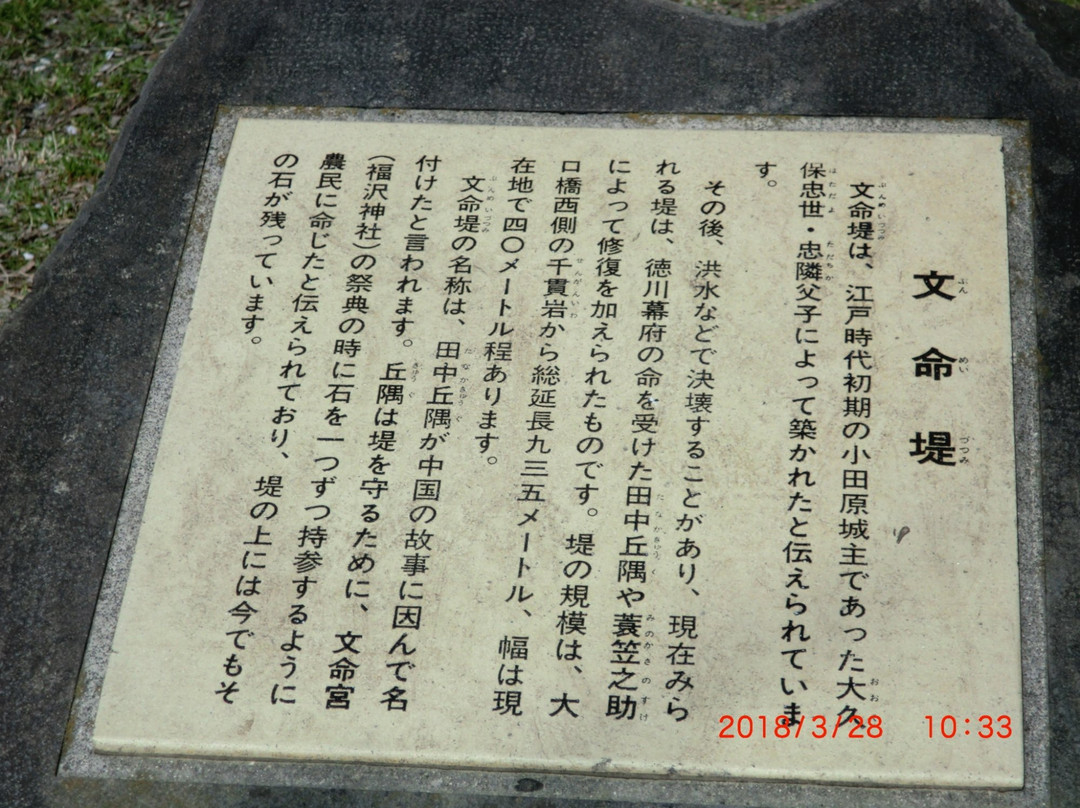 文命堤
文命堤は、江戸時代初期の小田原城主であった大久
保忠世・忠隣父子によって築かれたと伝えられていま
す。
その後、洪水などで決壊することがあり、現在みら
れる堤は、徳川幕府の命を受けた田中丘隅や蓑笠之助
によって修復を加えられたものです。堤の規模は、大
口橋西側の千貫岩から総延長九三五メートル、幅は現
在地で四〇メートル程あります。
文命堤の名称は、田中丘隅が中国の故事に因んで名
付けたと言われます。丘隅は堤を守るために、文命宮
(福沢神社)の祭典の時に石を一つずつ持参するように
農民に命じたと伝えられており、堤の上には今でもそ
の石が残っています。
2018/3/28 10:33